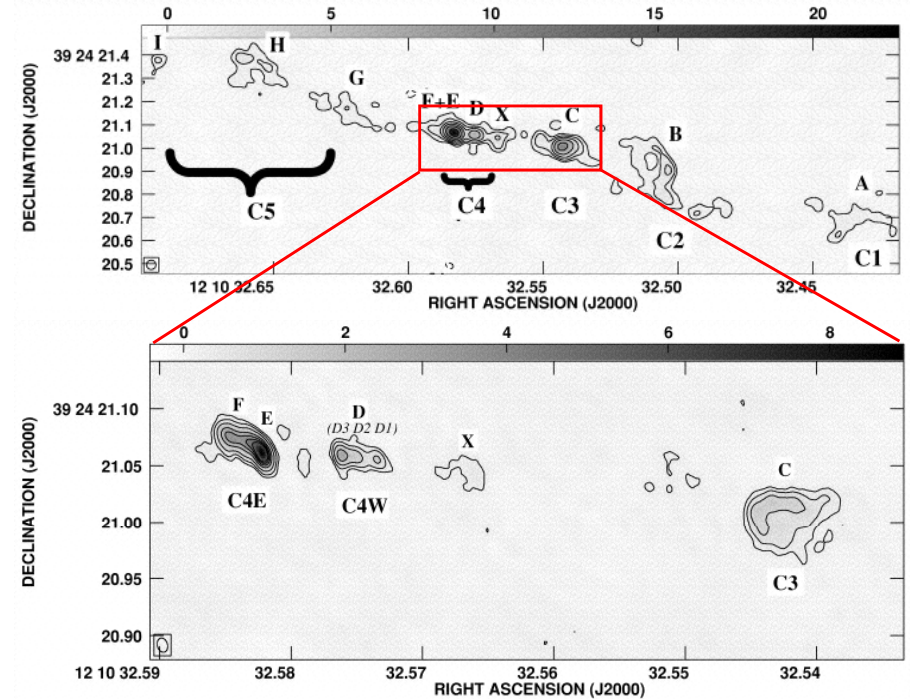 0 5 10 15 20
39 24 21.4
21.3
21.2
21.1
21.0
20.9
20.8
20.7
20.6
20.5
I H G F+E D X C B A
C5 C4 C3 C2 C1
DECLINATION (J2000)
12 10 32.65 32.60 32.55 32.50 32.45
RIGHT ASCENSION (J2000)
0 2 4 6 8
39 24 21.10
21.05
21.00
20.95
20.90
F E D X C
(D3 D2 D1)
C4E C4W C3
DECLINATION (J2000)
12 10 32.59 32.58 32.57 32.56 32.55 32.54
RIGHT ASCENSION (J2000)